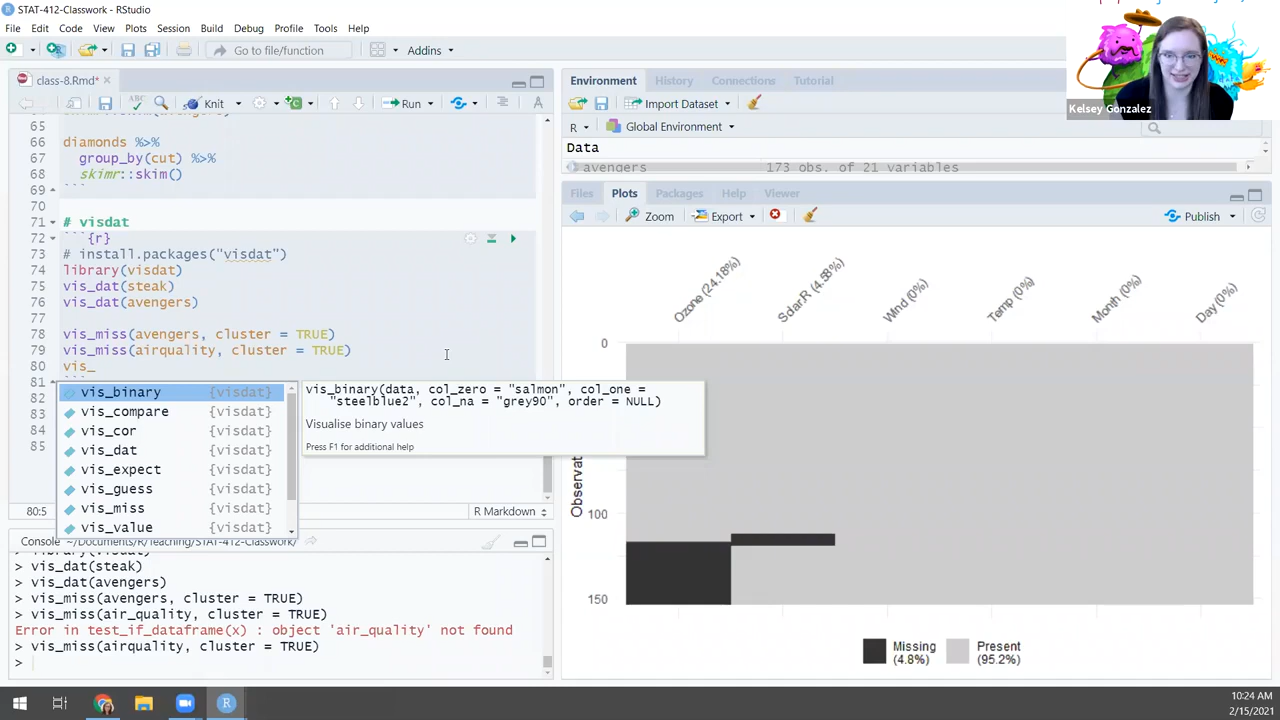 STAT-412-Classwork - RStudio
File Edit Code View Plots Session Build Debug Profile Tools Help
Go to file/function Addins
Kelsey Gonzalez
class-8.Rmd*
ABC Knit Run
65
66 diamonds %>%
67 group_by(cut) %>%
68 skimr::skim()
69 ```
70
71 # visdat
72 ```{r}
73 # install.packages("visdat")
74 library(visdat)
75 vis_dat(steak)
76 vis_dat(avengers)
77
78 vis_miss(avengers, cluster = TRUE)
79 vis_miss(airquality, cluster = TRUE)
80 vis_
81
82
83
84
85
vis_binary {visdat}
vis_compare {visdat}
vis_cor {visdat}
vis_dat {visdat}
vis_expect {visdat}
vis_guess {visdat}
vis_miss {visdat}
vis_value {visdat}
vis_binary(data, col_zero = "salmon", col_one =
"steelblue2", col_na = "grey90", order = NULL)
Visualise binary values
Press F1 for additional help
80:5 R Markdown
Console ~/Documents/R/Teaching/STAT-412-Classwork/
> library(visdat)
> vis_dat(steak)
> vis_dat(avengers)
> vis_miss(avengers, cluster = TRUE)
> vis_miss(air_quality, cluster = TRUE)
Error in test_if_dataframe(x) : object 'air_quality' not found
> vis_miss(airquality, cluster = TRUE)
>
Environment History Connections Tutorial
Import Dataset
R Global Environment
Data
avengers 173 obs. of 21 variables
Files Plots Packages Help Viewer
Zoom Export Publish
Ozone (24.18%) Solar.R (4.58%) Wind (0%) Temp (0%) Month (0%) Day (0%)
0
100
150
Observat
Missing
(4.8%)
Present
(95.2%)
10:24 AM
2/15/2021